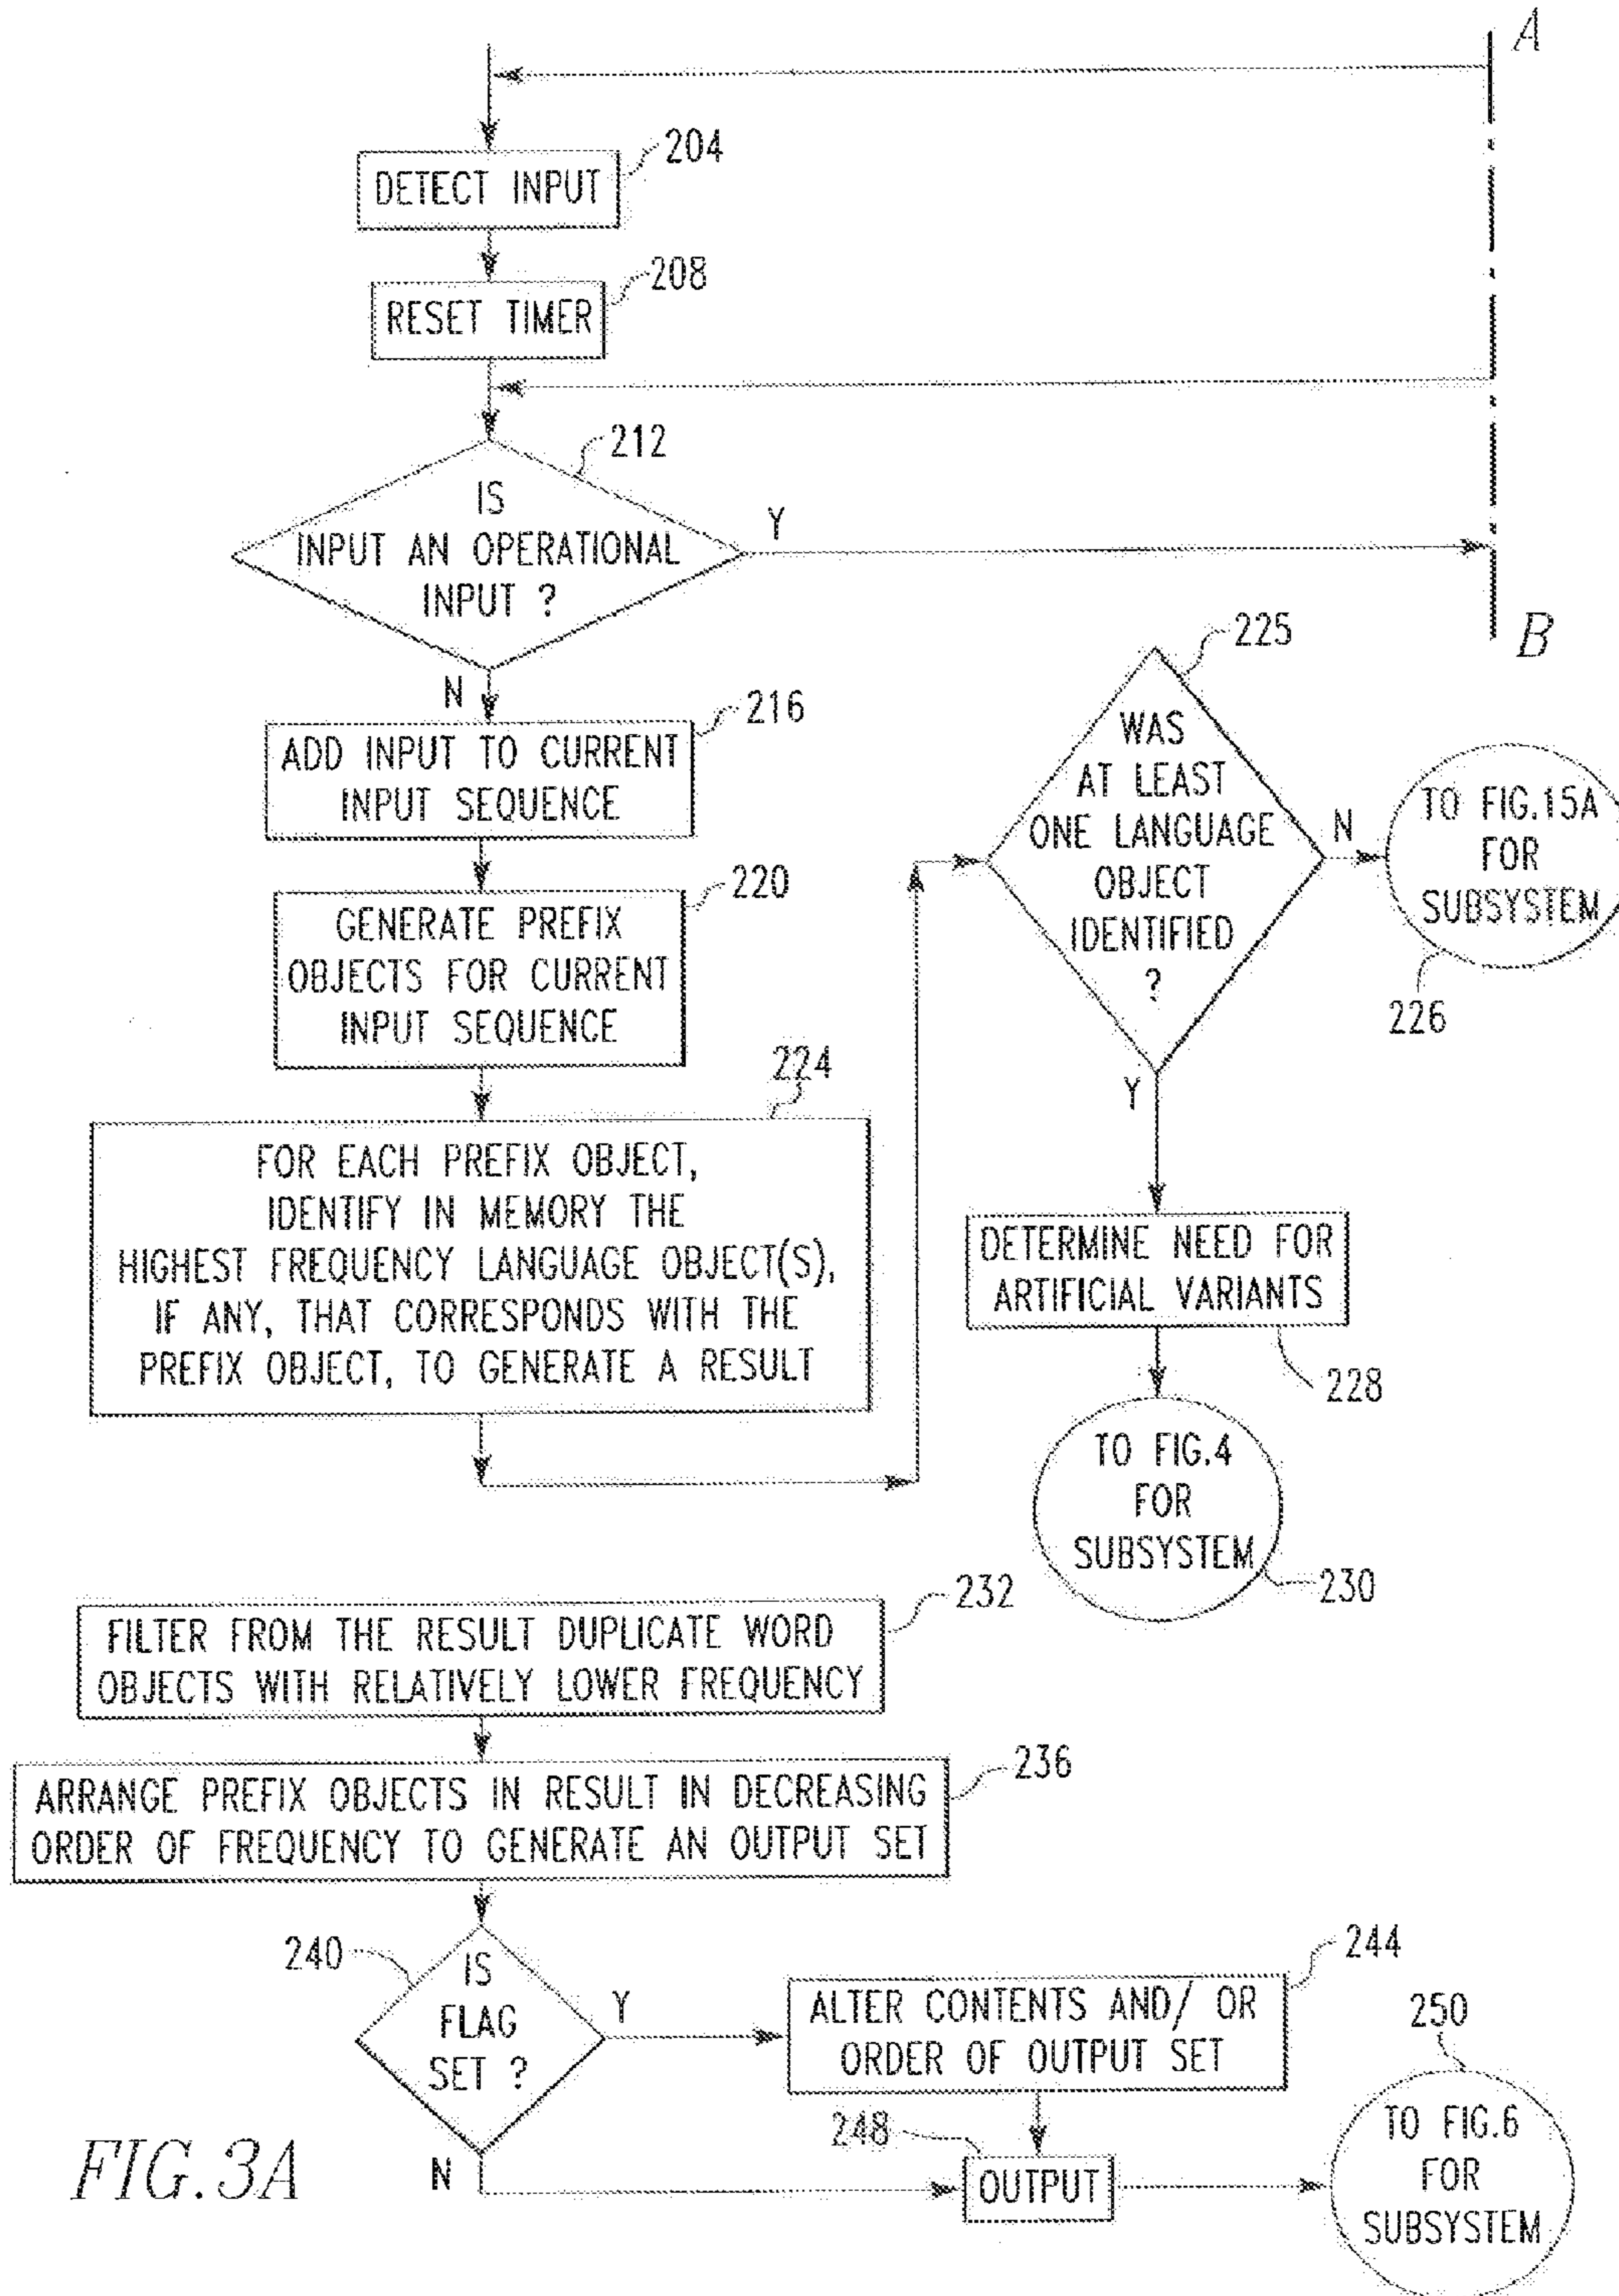 A
204
DETECT INPUT
208
RESET TIMER
212
IS
INPUT AN OPERATIONAL
INPUT ?
Y
N
B
216
ADD INPUT TO CURRENT
INPUT SEQUENCE
220
GENERATE PREFIX
OBJECTS FOR CURRENT
INPUT SEQUENCE
224
FOR EACH PREFIX OBJECT,
IDENTIFY IN MEMORY THE
HIGHEST FREQUENCY LANGUAGE OBJECT(S),
IF ANY, THAT CORRESPONDS WITH THE
PREFIX OBJECT, TO GENERATE A RESULT
225
WAS
AT LEAST
ONE LANGUAGE
OBJECT
IDENTIFIED
?
N
TO FIG.15A
FOR
SUBSYSTEM
226
Y
DETERMINE NEED FOR
ARTIFICIAL VARIANTS
228
TO FIG.4
FOR
SUBSYSTEM
230
232
FILTER FROM THE RESULT DUPLICATE WORD
OBJECTS WITH RELATIVELY LOWER FREQUENCY
236
ARRANGE PREFIX OBJECTS IN RESULT IN DECREASING
ORDER OF FREQUENCY TO GENERATE AN OUTPUT SET
240
IS
FLAG
SET ?
Y
N
244
ALTER CONTENTS AND/ OR
ORDER OF OUTPUT SET
248
OUTPUT
250
TO FIG.6
FOR
SUBSYSTEM
FIG.3A